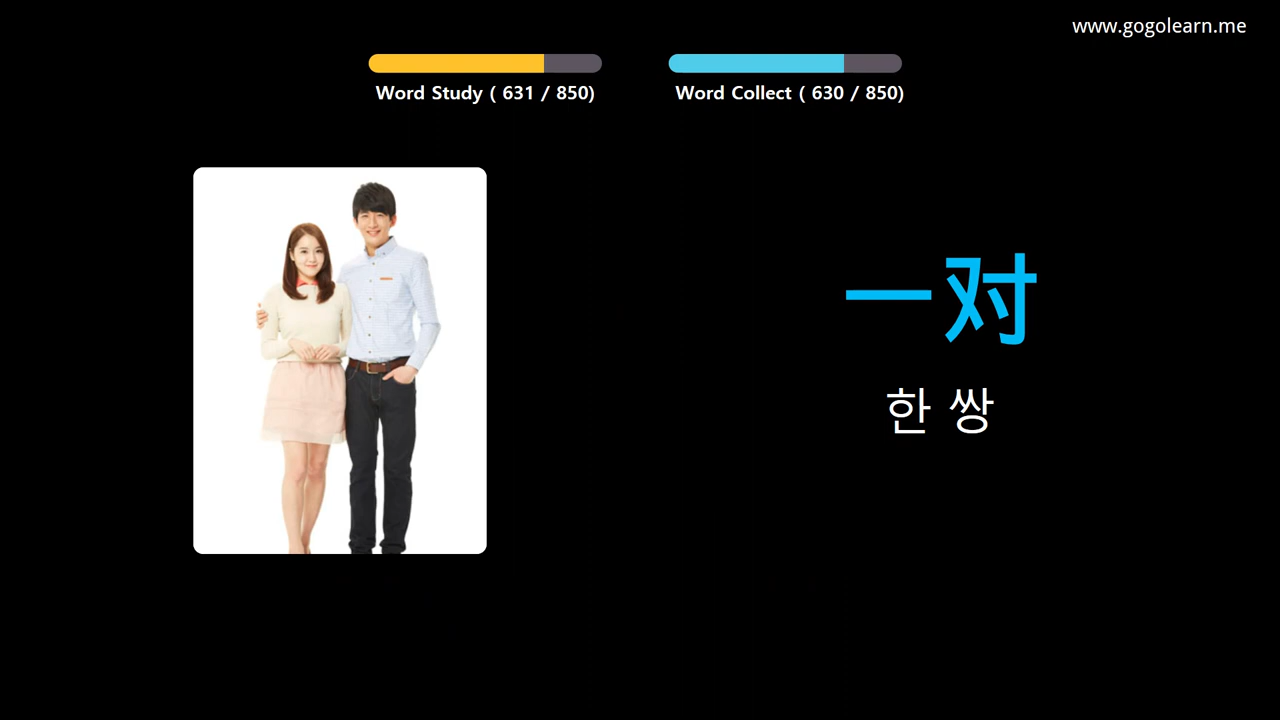 www.gogolearn.me
Word Study ( 631 / 850)
Word Collect ( 630 / 850)
一对
한 쌍